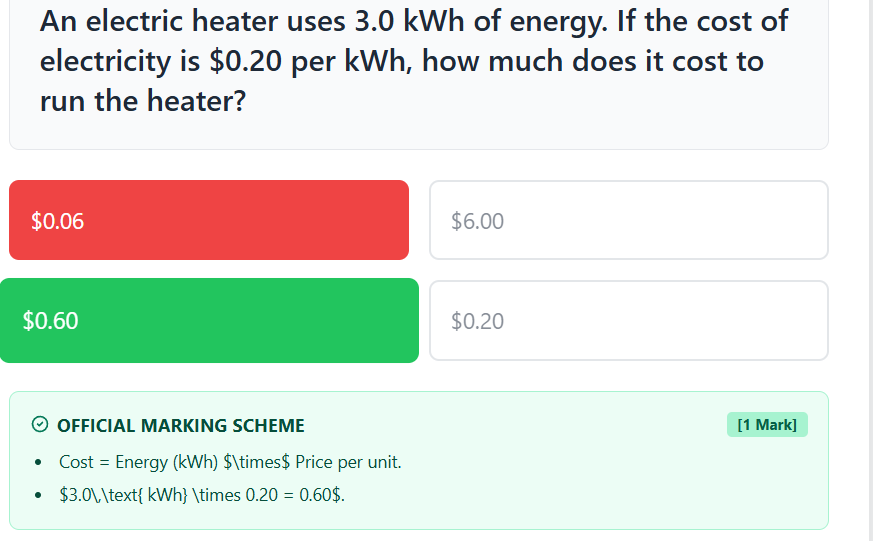 An electric heater uses 3.0 kWh of energy. If the cost of
electricity is $0.20 per kWh, how much does it cost to
run the heater?
$0.06
$6.00
$0.60
$0.20
OFFICIAL MARKING SCHEME
[1 Mark]
• Cost = Energy (kWh) $\times$ Price per unit.
• $3.0\,\text{ kWh} \times 0.20 = 0.60$.